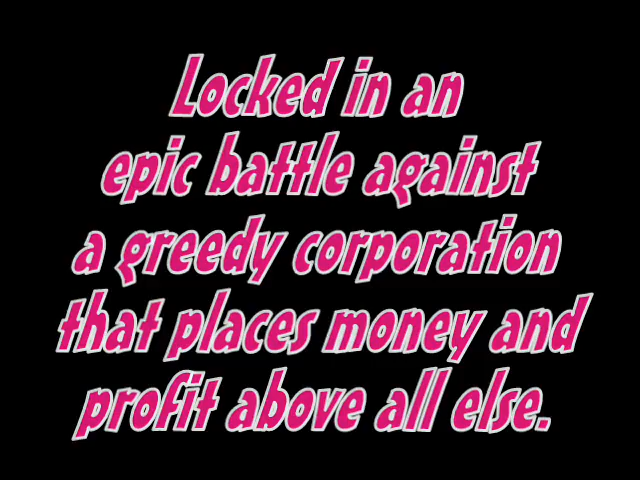 Locked in an
epic battle against
a greedy corporation
that places money and
profit above all else.